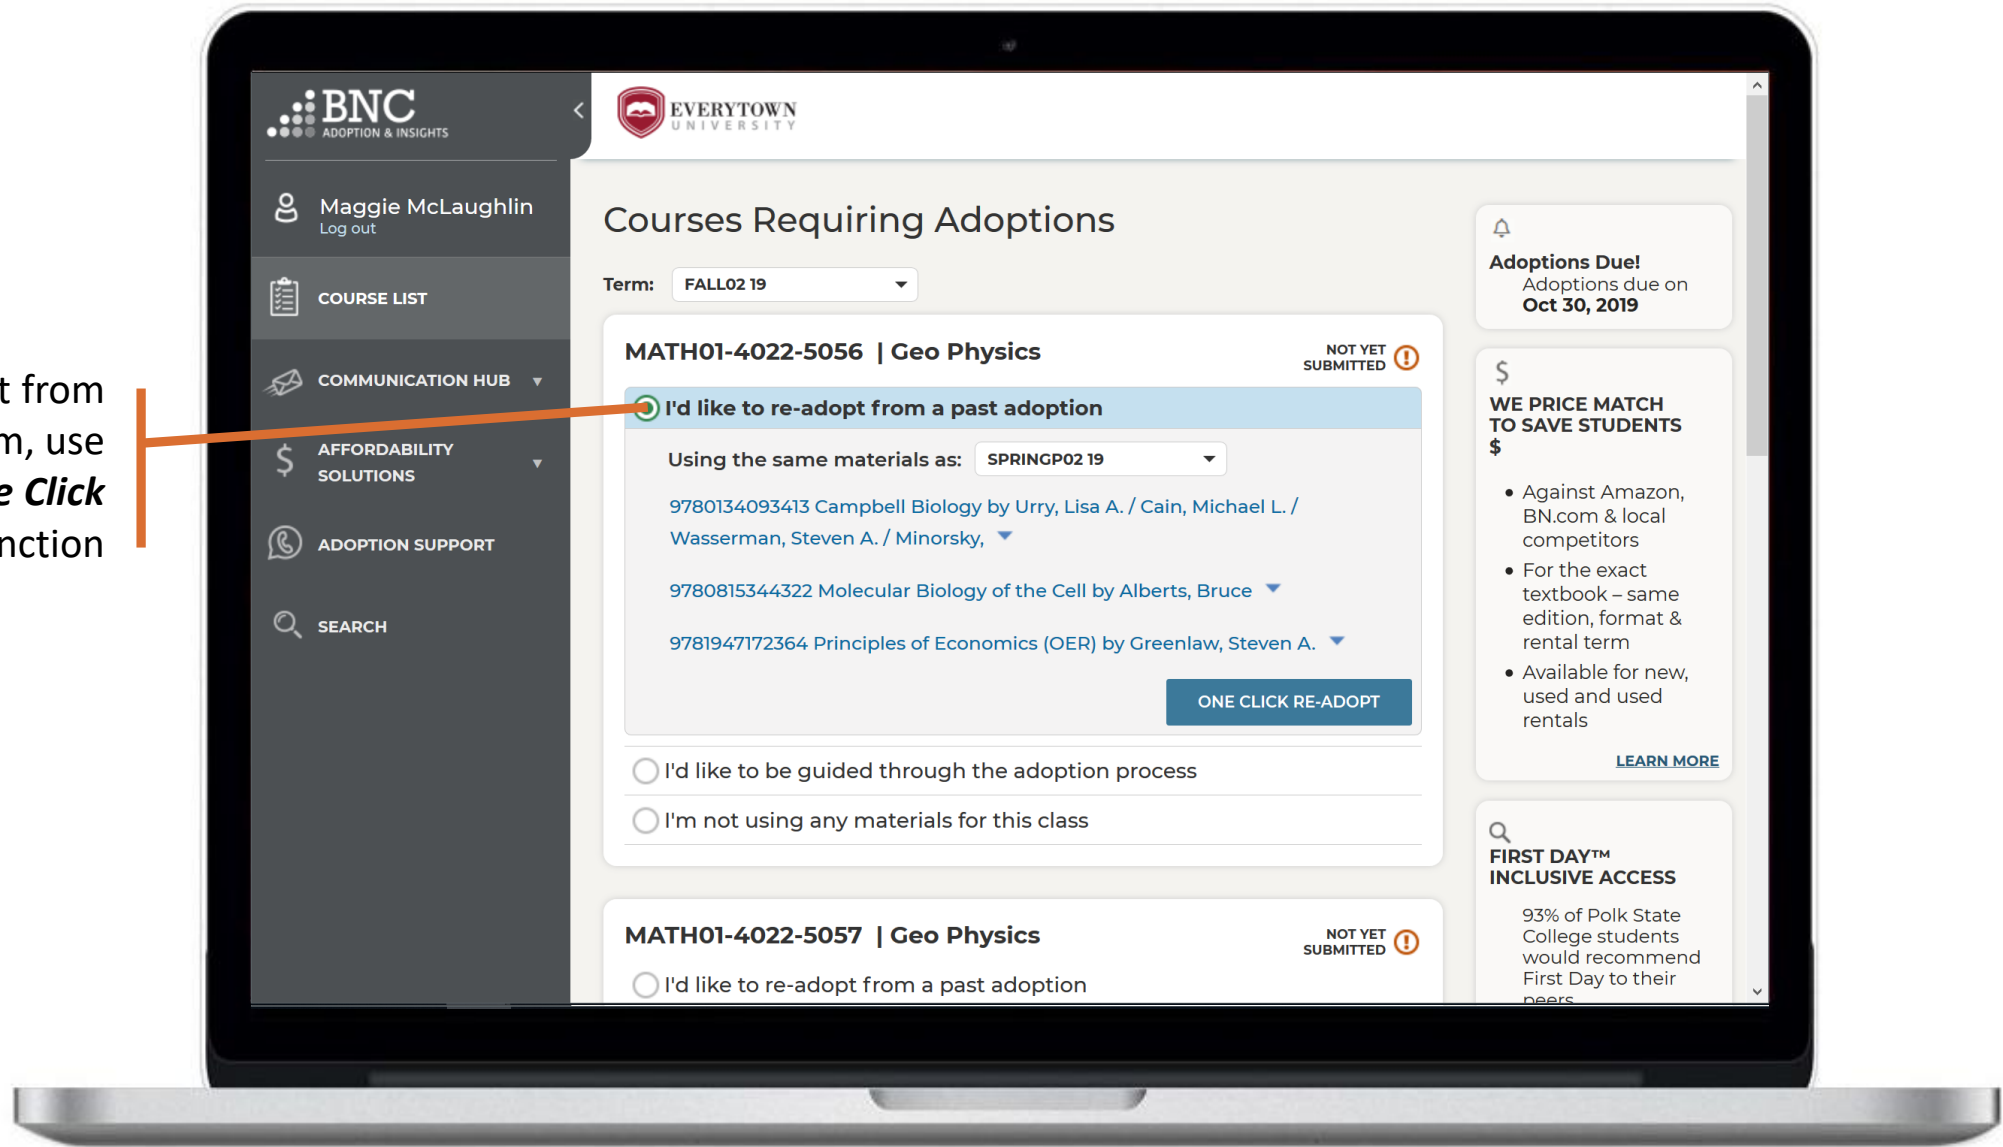 t from
m, use
e Click
nction
BNC
ADOPTION & INSIGHTS
Maggie McLaughlin
Log out
COURSE LIST
COMMUNICATION HUB
AFFORDABILITY
SOLUTIONS
ADOPTION SUPPORT
SEARCH
EVERYTOWN
UNIVERSITY
Courses Requiring Adoptions
Term: FALL02 19
MATH01-4022-5056 | Geo Physics
NOT YET
SUBMITTED
I'd like to re-adopt from a past adoption
Using the same materials as: SPRINGP02 19
9780134093413 Campbell Biology by Urry, Lisa A. / Cain, Michael L. /
Wasserman, Steven A. / Minorsky,
9780815344322 Molecular Biology of the Cell by Alberts, Bruce
9781947172364 Principles of Economics (OER) by Greenlaw, Steven A.
ONE CLICK RE-ADOPT
I'd like to be guided through the adoption process
I'm not using any materials for this class
MATH01-4022-5057 | Geo Physics
NOT YET
SUBMITTED
I'd like to re-adopt from a past adoption
Adoptions Due!
Adoptions due on
Oct 30, 2019
$
WE PRICE MATCH
TO SAVE STUDENTS
$
• Against Amazon,
BN.com & local
competitors
• For the exact
textbook – same
edition, format &
rental term
• Available for new,
used and used
rentals
LEARN MORE
FIRST DAY™
INCLUSIVE ACCESS
93% of Polk State
College students
would recommend
First Day to their
peers